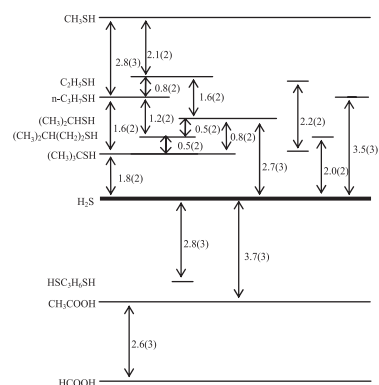 CH₃SH
2.1(2)
2.8(3)
C₂H₅SH
0.8(2)
n-C₃H₇SH
1.6(2)
1.2(2)
(CH₃)₂CHSH
2.2(2)
0.5(2)
1.6(2)
0.8(2)
3.5(3)
(CH₃)₂CH(CH₂)₂SH
0.5(2)
(CH₃)₃CSH
2.7(3)
2.0(2)
1.8(2)
H₂S
2.8(3)
3.7(3)
HSC₃H₆SH
CH₃COOH
2.6(3)
HCOOH